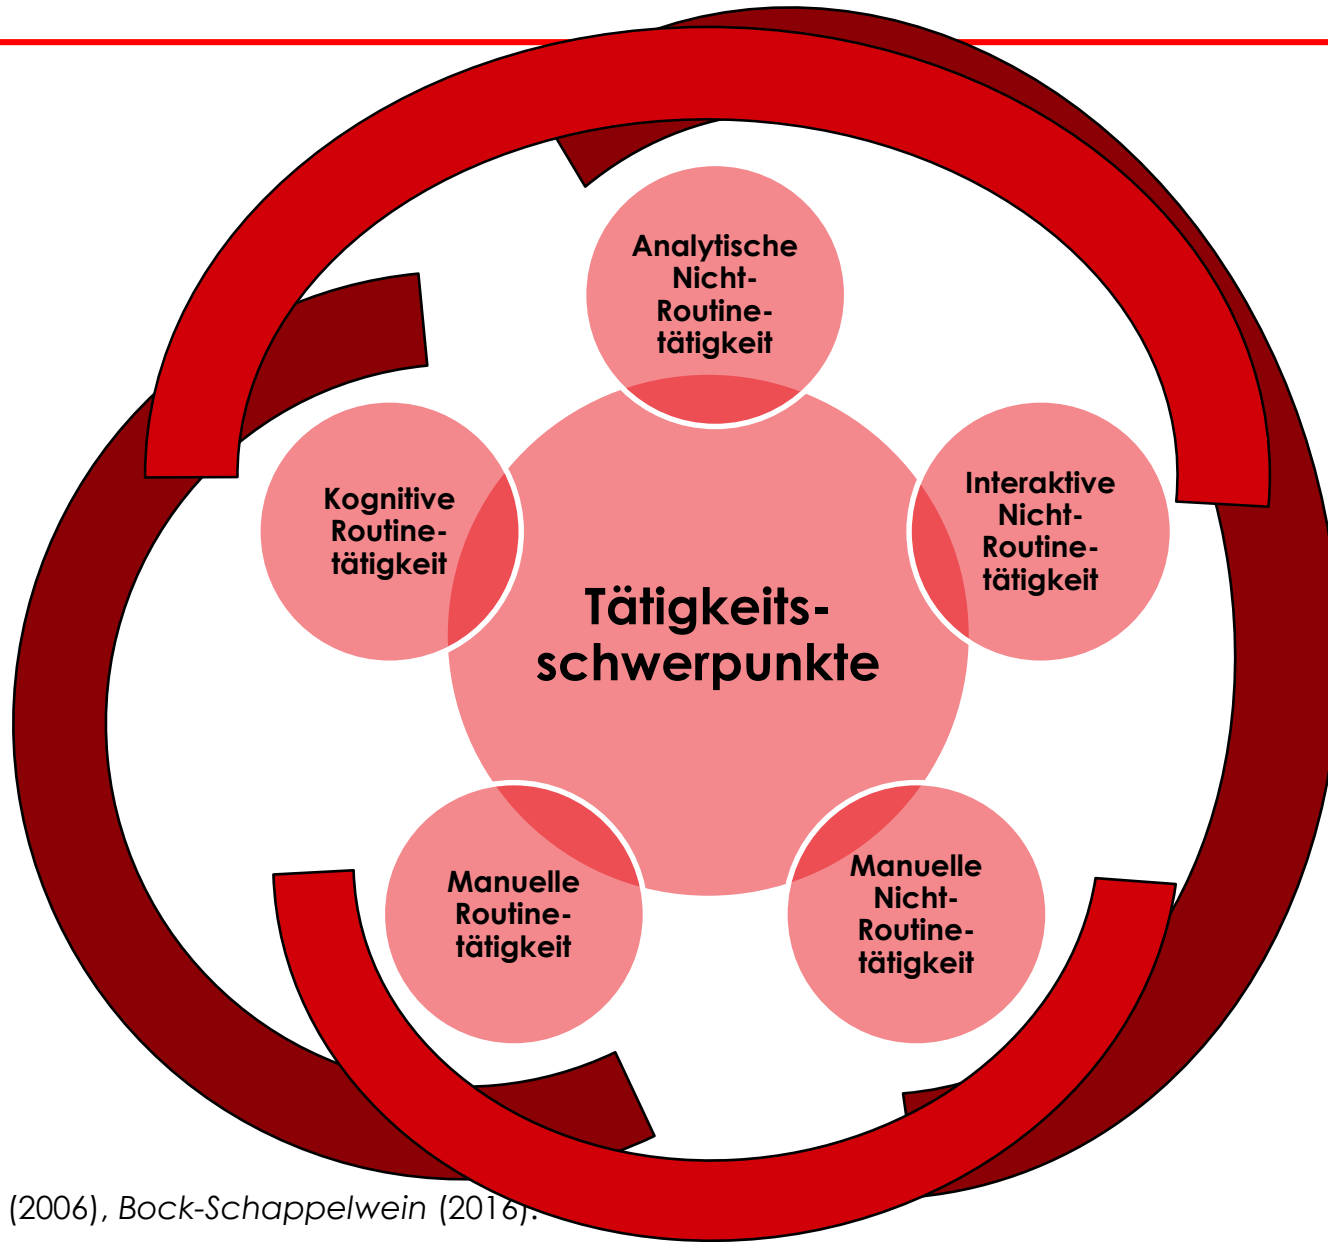 Analytische
Nicht-
Routine-
tätigkeit
Kognitive
Routine-
tätigkeit
Interaktive
Nicht-
Routine-
tätigkeit
Tätigkeits-
schwerpunkte
Manuelle
Routine-
tätigkeit
Manuelle
Nicht-
Routine-
tätigkeit
(2006), Bock-Schappelwein (2016).